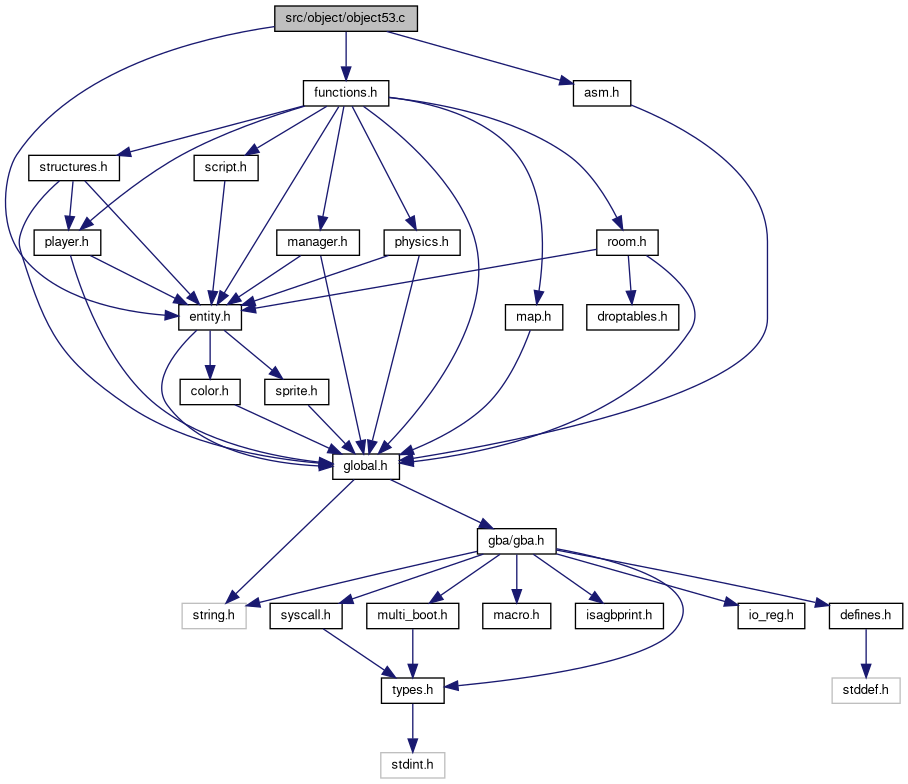 src/object/object53.c
functions.h
asm.h
structures.h
script.h
player.h
manager.h
physics.h
room.h
entity.h
map.h
droptables.h
color.h
sprite.h
global.h
gba/gba.h
string.h
syscall.h
multi_boot.h
macro.h
isagbprint.h
io_reg.h
defines.h
types.h
stddef.h
stdint.h